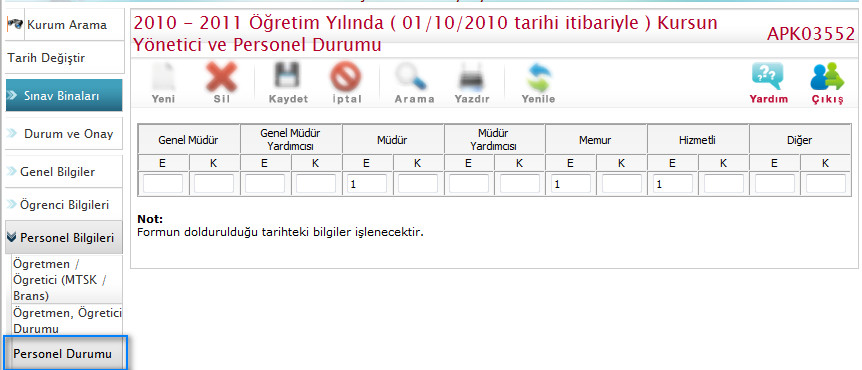 Kurum Arama
Tarih Değiştir
Sınav Binaları
Durum ve Onay
Genel Bilgiler
Öğrenci Bilgileri
Personel Bilgileri
Öğretmen /
Öğretici (MTSK /
Brans)
Öğretmen, Öğretici
Durumu
Personel Durumu
2010 - 2011 Öğretim Yılında ( 01/10/2010 tarihi itibariyle ) Kursun
Yönetici ve Personel Durumu
APK03552
Yeni Sil Kaydet İptal Arama Yazdır Yenile Yardım Çıkış
Genel Müdür Genel Müdür Yardımcısı Müdür Müdür Yardımcısı Memur Hizmetli Diğer
E K E K E K E K E K E K E K
1 1 1
Not:
Formun doldurulduğu tarihteki bilgiler işlenecektir.